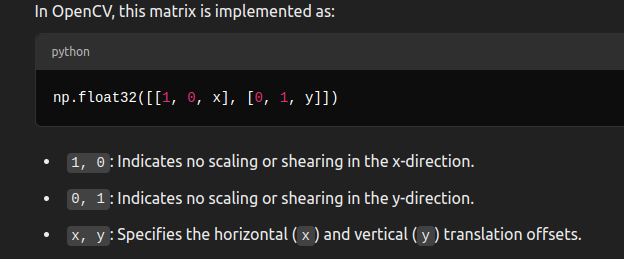 In OpenCV, this matrix is implemented as:
python
np.float32([[1, 0, x], [0, 1, y]])
• 1, 0: Indicates no scaling or shearing in the x-direction.
• 0, 1: Indicates no scaling or shearing in the y-direction.
• x, y: Specifies the horizontal (x) and vertical (y) translation offsets.